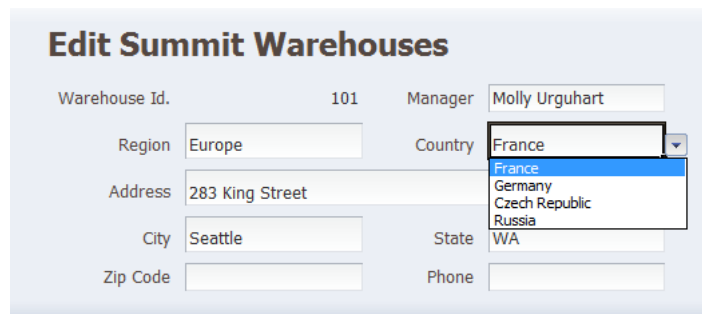 Edit Summit Warehouses
Warehouse Id. 101 Manager Molly Urguhart
Region Europe Country France
France
Germany
Czech Republic
Russia
Address 283 King Street
City Seattle State WA
Zip Code Phone